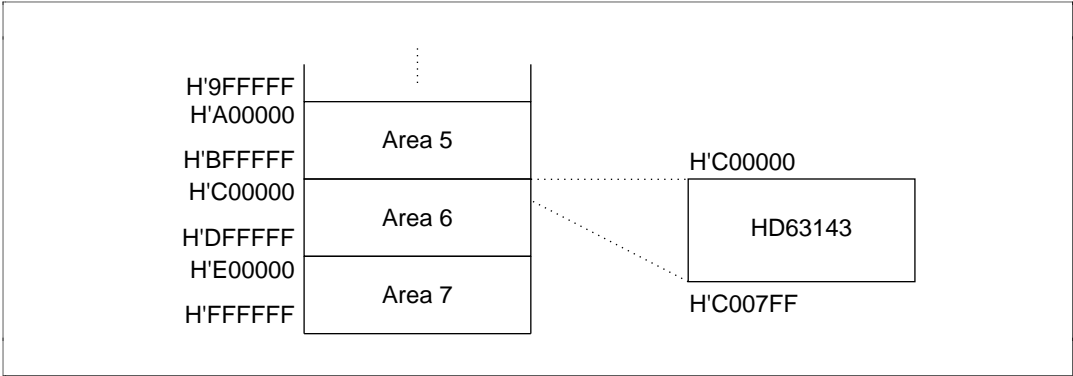 H'9FFFFF
H'A00000
Area 5
H'BFFFFF
H'C00000
H'C00000
Area 6
HD63143
H'DFFFFF
H'E00000
Area 7
H'C007FF
H'FFFFFF